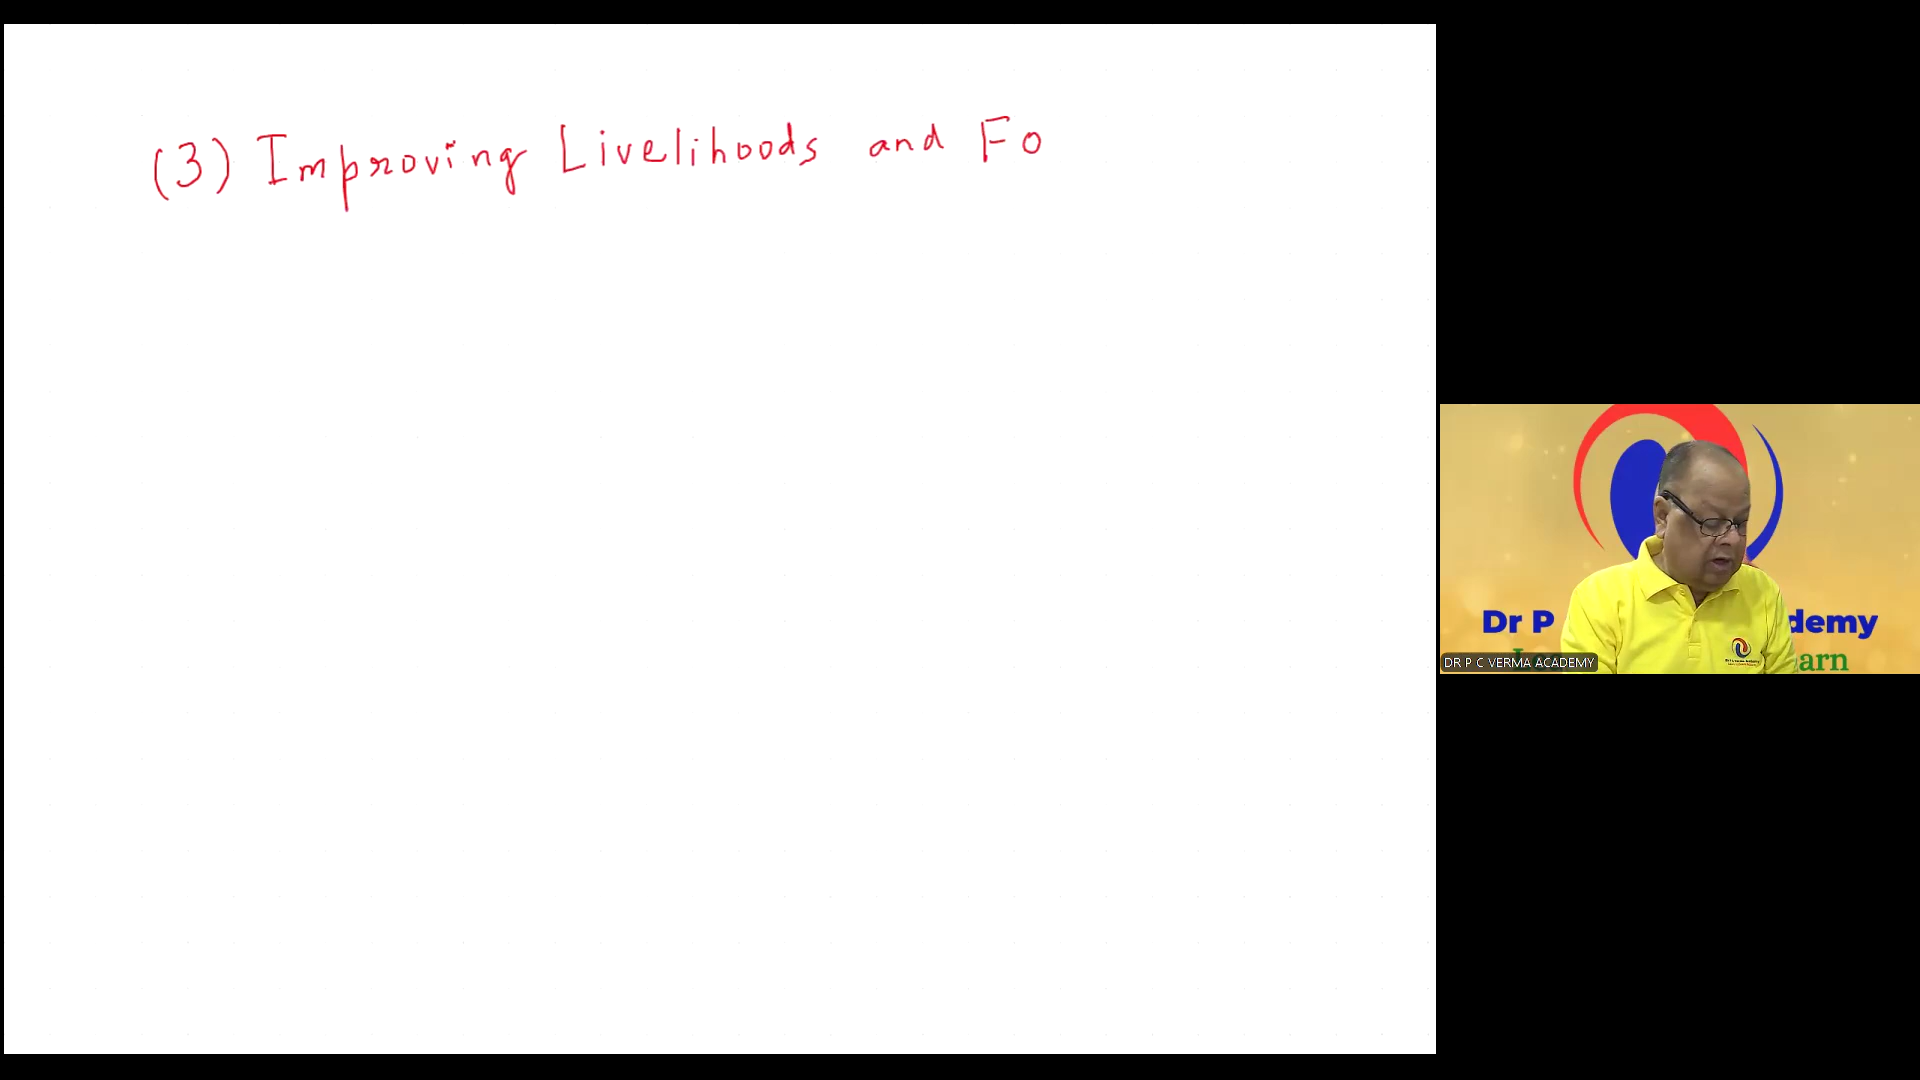 (3) Improving Livelihoods and Fo
Dr P demy
arn
DR P C VERMA ACADEMY